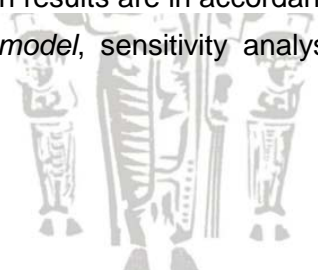 n results are in accordan
model, sensitivity analys